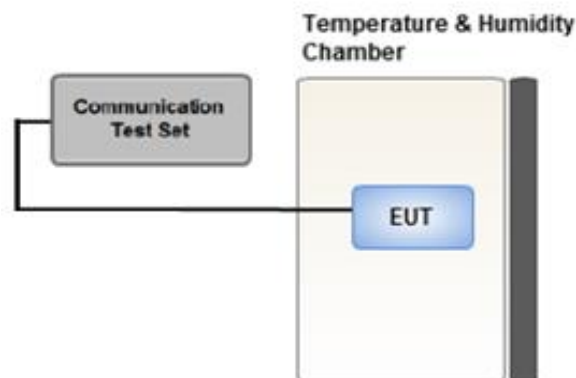 Temperature & Humidity
Chamber
Communication
Test Set
EUT